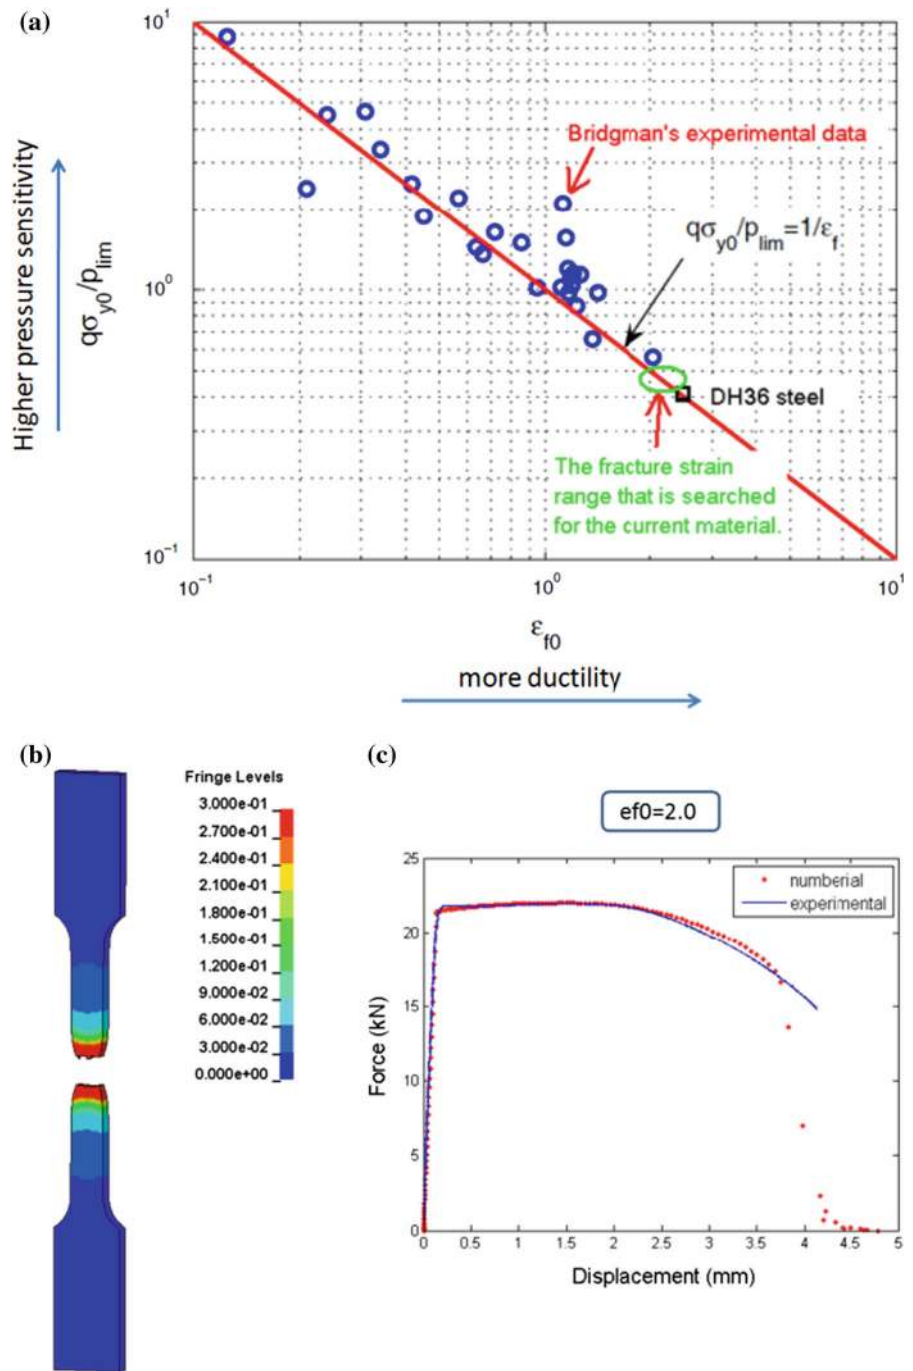 (a)
Higher pressure sensitivity
qσy0/plim
10^1
10^0
10^-1
Bridgman's experimental data
qσy0/plim=1/εf
DH36 steel
The fracture strain
range that is searched
for the current material.
10^-1
10^0
10^1
εf0
more ductility
(b)
Fringe Levels
3.000e-01
2.700e-01
2.400e-01
2.100e-01
1.800e-01
1.500e-01
1.200e-01
9.000e-02
6.000e-02
3.000e-02
0.000e+00
(c)
ef0=2.0
numberial
experimental
Force (kN)
25
20
15
10
5
0
0
0.5
1
1.5
2
2.5
3
3.5
4
4.5
5
Displacement (mm)